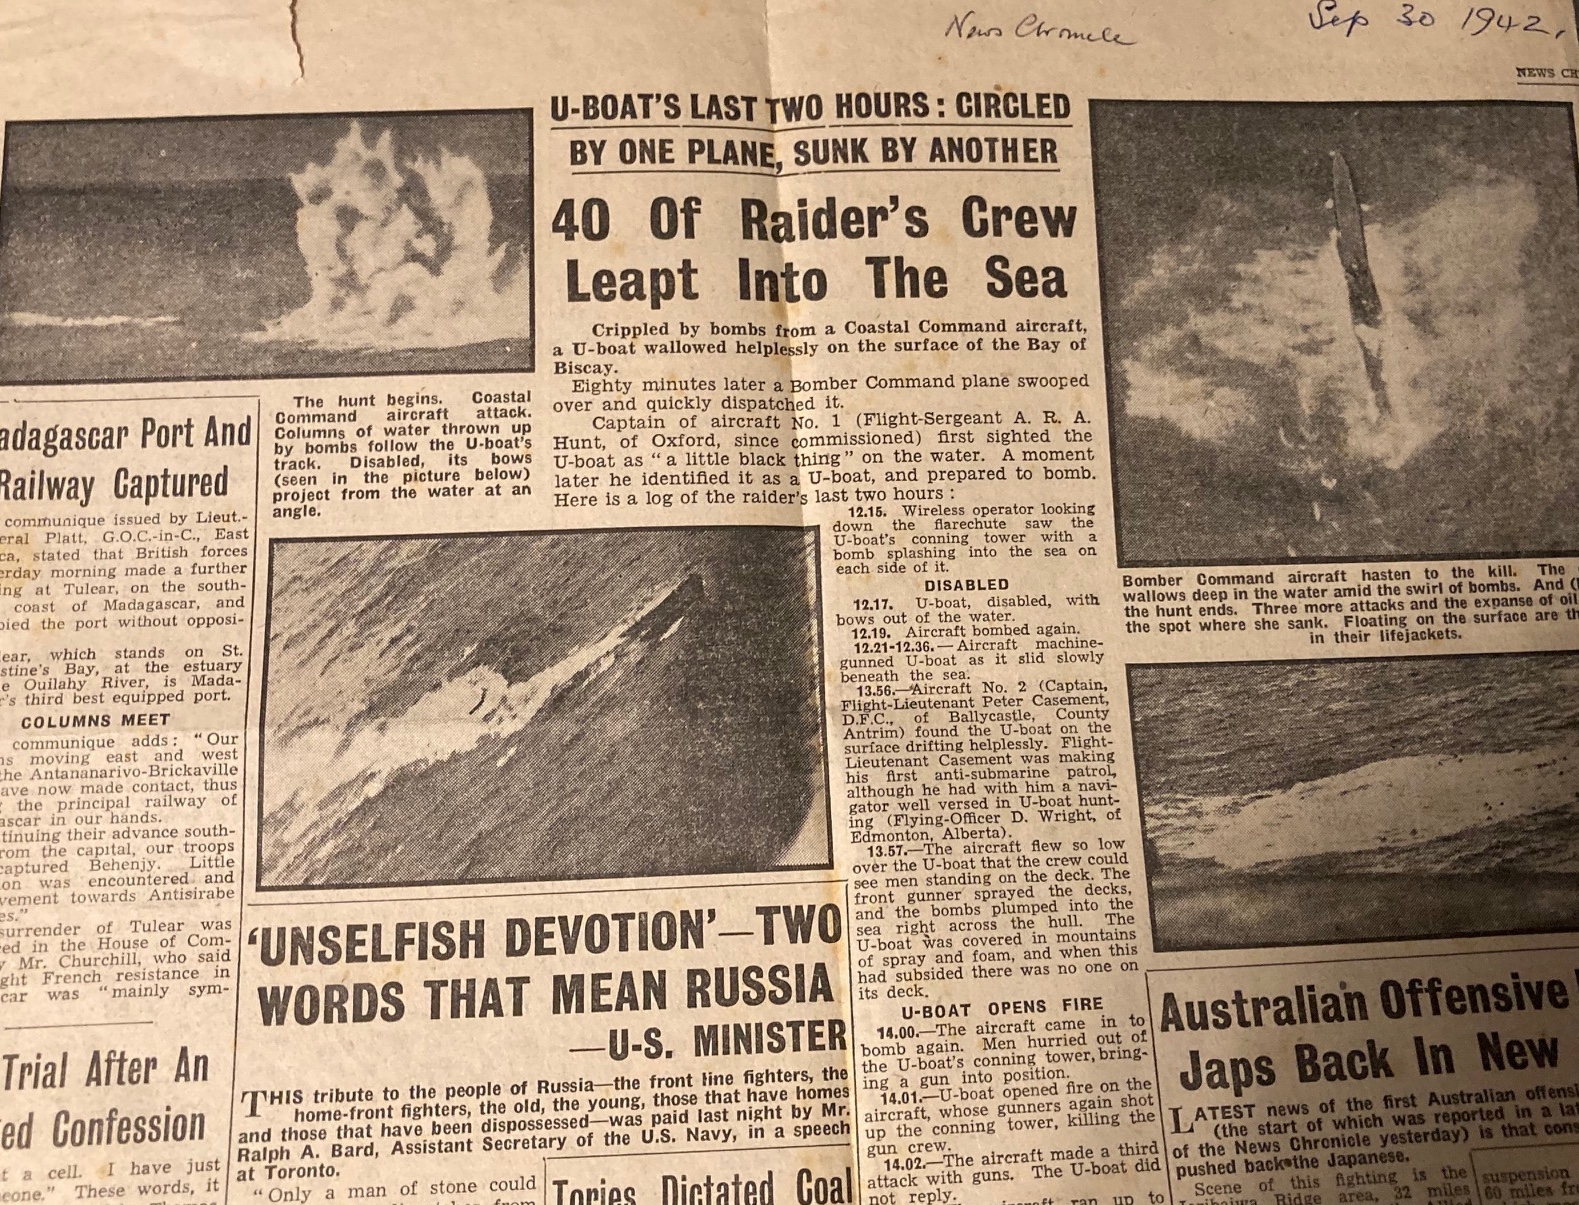 News Chronicle
Sep 30 1942.
NEWS CH
U-BOAT'S LAST TWO HOURS : CIRCLED
BY ONE PLANE, SUNK BY ANOTHER
40 Of Raider's Crew
Leapt Into The Sea
Crippled by bombs from a Coastal Command aircraft,
a U-boat wallowed helplessly on the surface of the Bay of
Biscay.
Eighty minutes later a Bomber Command plane swooped
over and quickly dispatched it.
Captain of aircraft No. 1 (Flight-Sergeant A. R. A.
Hunt, of Oxford, since commissioned) first sighted the
U-boat as " a little black thing " on the water. A moment
later he identified it as a U-boat, and prepared to bomb.
Here is a log of the raider's last two hours :
12.15. Wireless operator looking
down the flarechute saw the
U-boat's conning tower with a
bomb splashing into the sea on
each side of it.
DISABLED
12.17. U-boat, disabled, with
bows out of the water.
12.19. Aircraft bombed again.
12.21-12.36.—Aircraft machine-
gunned U-boat as it slid slowly
beneath the sea.
13.56.—Aircraft No. 2 (Captain,
Flight-Lieutenant Peter Casement,
D.F.C., of Ballycastle, County
Antrim) found the U-boat on the
surface drifting helplessly. Flight-
Lieutenant Casement was making
his first anti-submarine patrol,
although he had with him a navi-
gator well versed in U-boat hunt-
ing (Flying-Officer D. Wright, of
Edmonton, Alberta).
13.57.—The aircraft flew so low
over the U-boat that the crew could
see men standing on the deck. The
front gunner sprayed the decks,
and the bombs plumped into the
sea right across the hull. The
U-boat was covered in mountains
of spray and foam, and when this
had subsided there was no one on
its deck.
U-BOAT OPENS FIRE
14.00.—The aircraft came in to
bomb again. Men hurried out of
the U-boat's conning tower, bring-
ing a gun into position.
14.01.—U-boat opened fire on the
aircraft, whose gunners again shot
up the conning tower, killing the
gun crew.
14.02.—The aircraft made a third
attack with guns. The U-boat did
not reply.
ran up to
The hunt begins. Coastal
Command aircraft attack.
Columns of water thrown up
by bombs follow the U-boat's
track. Disabled, its bows
(seen in the picture below)
project from the water at an
angle.
Bomber Command aircraft hasten to the kill. The
wallows deep in the water amid the swirl of bombs. And
the hunt ends. Three more attacks and the expanse of oil
the spot where she sank. Floating on the surface are
in their lifejackets.
adagascar Port And
Railway Captured
communique issued by Lieut.-
eral Platt, G.O.C.-in-C., East
ca, stated that British forces
erday morning made a further
ing at Tulear, on the south-
coast of Madagascar, and
pied the port without opposi-
ear, which stands on St.
stine's Bay, at the estuary
e Ouilahy River, is Mada-
r's third best equipped port.
COLUMNS MEET
communique adds : " Our
ns moving east and west
the Antananarivo-Brickaville
ave now made contact, thus
the principal railway of
ascar in our hands.
tinuing their advance south-
rom the capital, our troops
captured Behenjy. Little
on was encountered and
vement towards Antisirabe
es."
surrender of Tulear was
ced in the House of Com-
y Mr. Churchill, who said
ght French resistance in
car was " mainly sym-
Trial After An
ed Confession
t a cell. I have just
eone." These words, it
'UNSELFISH DEVOTION'—TWO
WORDS THAT MEAN RUSSIA
—U-S. MINISTER
THIS tribute to the people of Russia—the front line fighters, the
home-front fighters, the old, the young, those that have homes
and those that have been dispossessed—was paid last night by Mr.
Ralph A. Bard, Assistant Secretary of the U.S. Navy, in a speech
at Toronto.
" Only a man of stone could
Tories Dictated Coal
Australian Offensive
Japs Back In New
LATEST news of the first Australian offensi
(the start of which was reported in a lat
of the News Chronicle yesterday) is that cons
pushed back the Japanese.
Scene of this fighting is the
Ridge area, 32 miles
suspension
60 miles fr